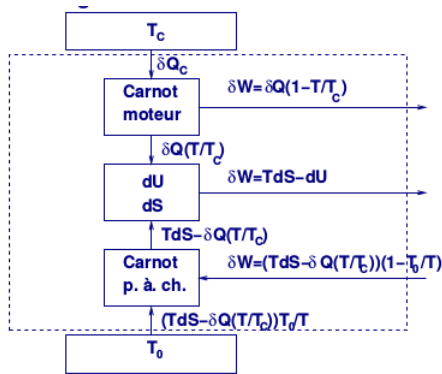 T_C
δQ_C
Carnot
moteur
δW=δQ(1−T/T_C)
δQ(T/T_C)
dU
dS
δW=TdS−dU
TdS−δQ(T/T_C)
Carnot
p. à. ch.
δW=(TdS−δQ(T/T_C))(1−T_0/T)
(TdS−δQ(T/T_C))T_0/T
T_0